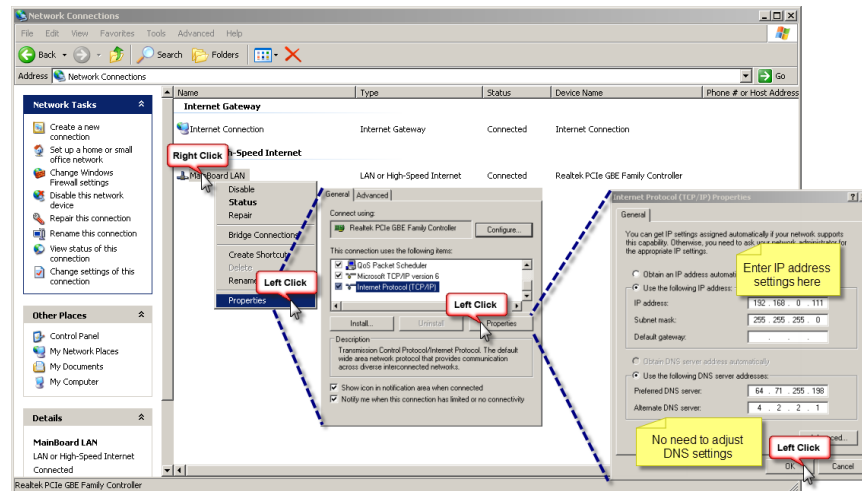 Network Connections
File Edit View Favorites Tools Advanced Help
Back Search Folders
Address Network Connections Go
Name Type Status Device Name Phone # or Host Address
Network Tasks
Create a new
connection
Set up a home or small
office network
Change Windows
Firewall settings
Disable this network
device
Repair this connection
Rename this connection
View status of this
connection
Change settings of this
connection
Other Places
Control Panel
My Network Places
My Documents
My Computer
Details
MainBoard LAN
LAN or High-Speed Internet
Connected
Realtek PCIe GBE Family Controller
Internet Gateway
Internet Connection Internet Gateway Connected Internet Connection
h-Speed Internet
Right Click
MainBoard LAN LAN or High-Speed Internet Connected Realtek PCIe GBE Family Controller
Disable
Status
Repair
Bridge Connections
Create Shortcut
Delete
Rename
Properties
Left Click
General Advanced
Connect using:
Realtek PCIe GBE Family Controller Configure...
This connection uses the following items:
QoS Packet Scheduler
Microsoft TCP/IP version 6
Internet Protocol (TCP/IP)
Left Click
Install... Uninstall Properties
Description
Transmission Control Protocol/Internet Protocol. The default
wide area network protocol that provides communication
across diverse interconnected networks.
Show icon in notification area when connected
Notify me when this connection has limited or no connectivity
Internet Protocol (TCP/IP) Properties
General
You can get IP settings assigned automatically if your network supports
this capability. Otherwise, you need to ask your network administrator for
the appropriate IP settings.
Obtain an IP address
Use the following IP address:
Enter IP address
settings here
IP address: 192 . 168 . 0 . 111
Subnet mask: 255 . 255 . 255 . 0
Default gateway: . . .
Obtain DNS server address automatically
Use the following DNS server addresses:
Preferred DNS server: 64 . 71 . 255 . 198
Alternate DNS server: 4 . 2 . 2 . 1
No need to adjust
DNS settings
Left Click
OK Cancel